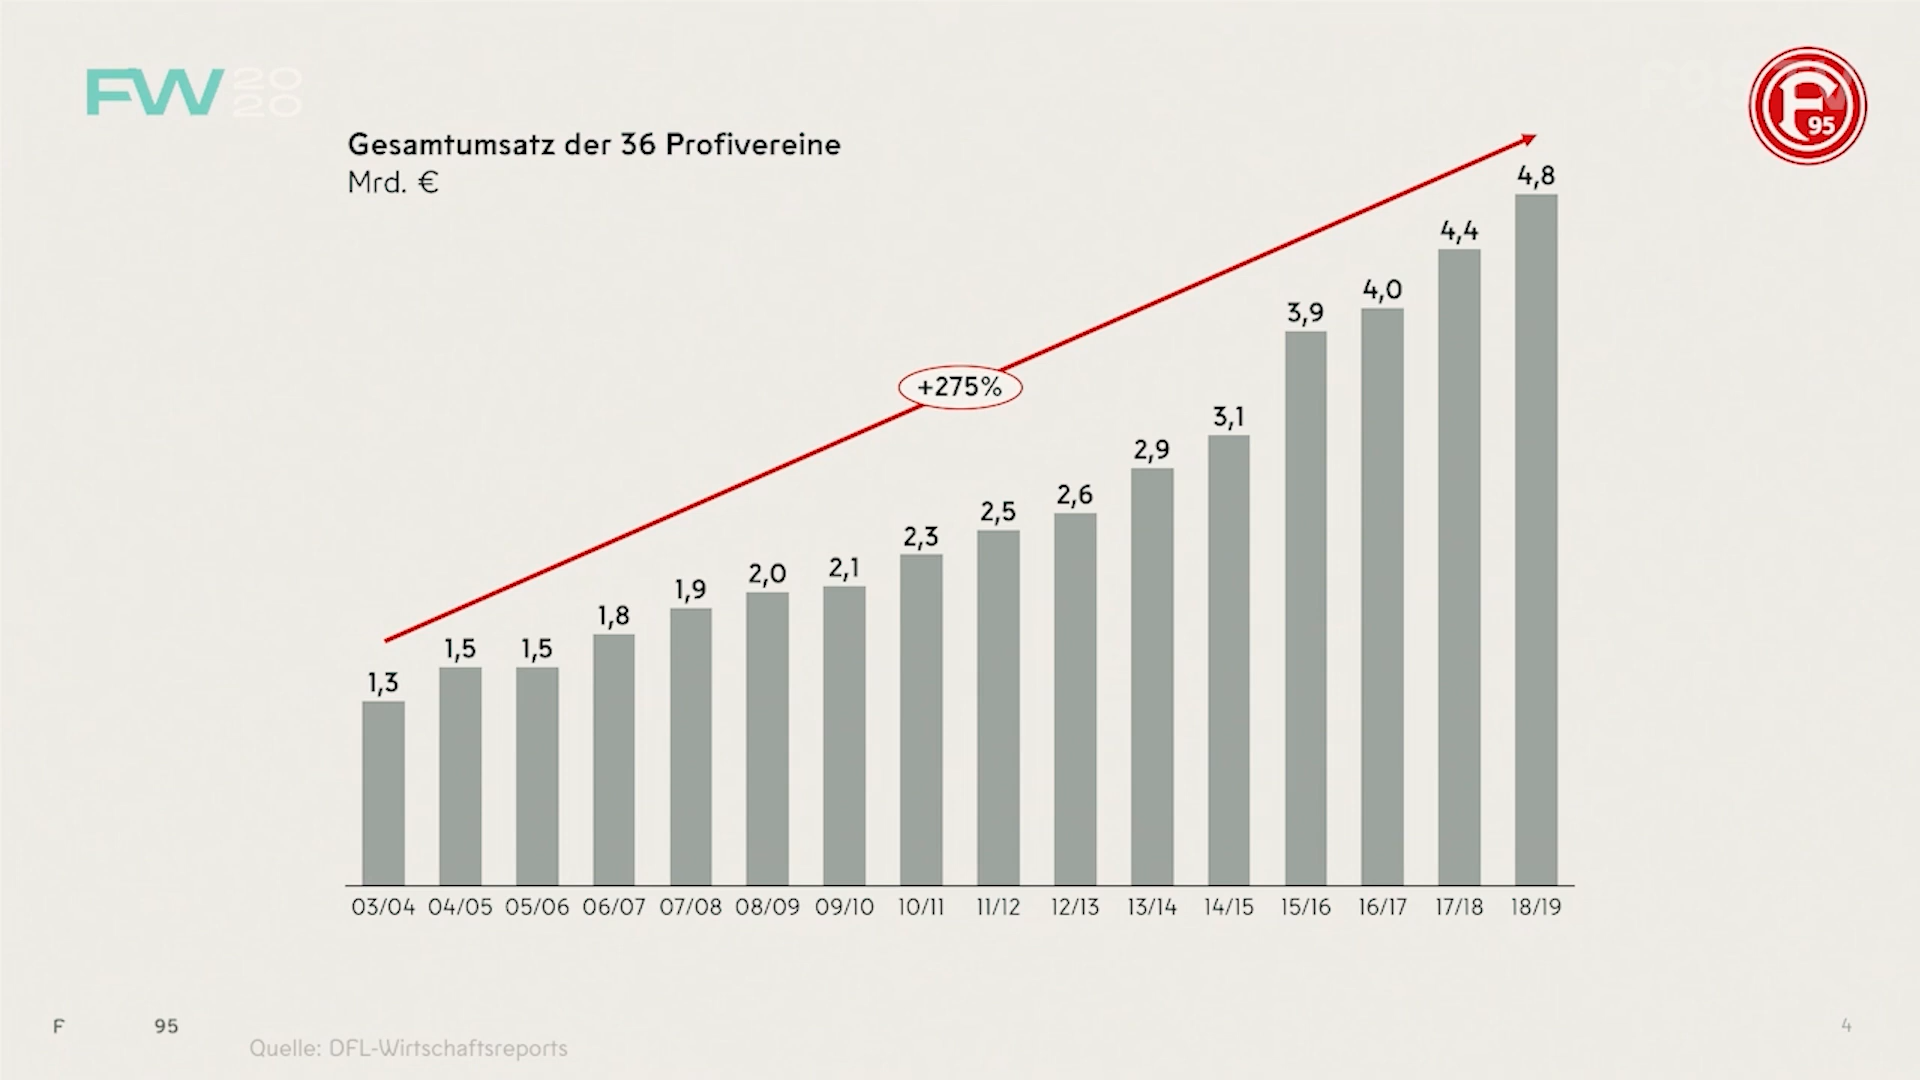 FW 20
20
F95
Gesamtumsatz der 36 Profivereine
Mrd. €
+275%
1,3 1,5 1,5 1,8 1,9 2,0 2,1 2,3 2,5 2,6 2,9 3,1 3,9 4,0 4,4 4,8
03/04 04/05 05/06 06/07 07/08 08/09 09/10 10/11 11/12 12/13 13/14 14/15 15/16 16/17 17/18 18/19
F 95
Quelle: DFL-Wirtschaftsreports
4